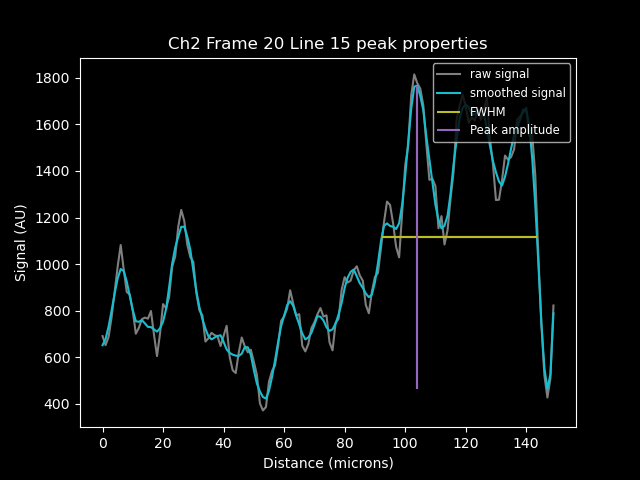 Ch2 Frame 20 Line 15 peak properties
raw signal
smoothed signal
FWHM
Peak amplitude
Signal (AU)
1800
1600
1400
1200
1000
800
600
400
0 20 40 60 80 100 120 140
Distance (microns)